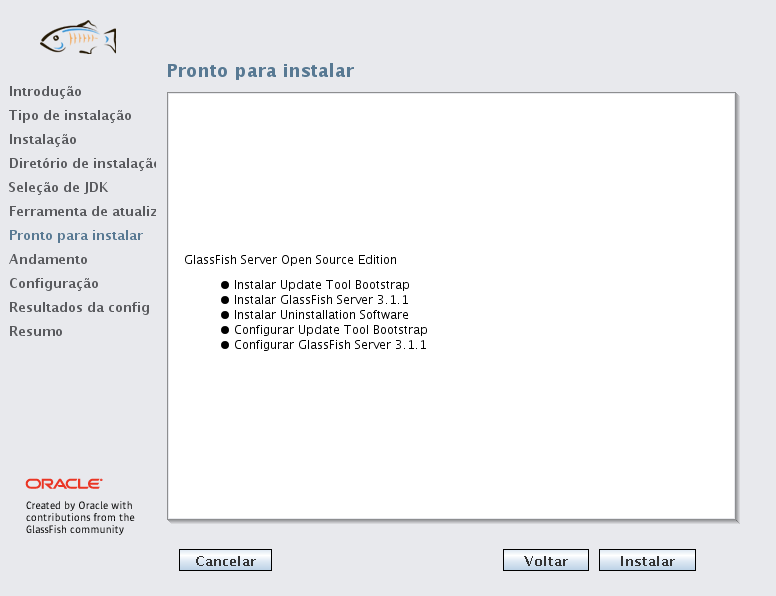 Pronto para instalar
Introdução
Tipo de instalação
Instalação
Diretório de instalação
Seleção de JDK
Ferramenta de atualiz
Pronto para instalar
Andamento
Configuração
Resultados da config
Resumo
GlassFish Server Open Source Edition
● Instalar Update Tool Bootstrap
● Instalar GlassFish Server 3.1.1
● Instalar Uninstallation Software
● Configurar Update Tool Bootstrap
● Configurar GlassFish Server 3.1.1
ORACLE
Created by Oracle with
contributions from the
GlassFish community
Cancelar
Voltar
Instalar